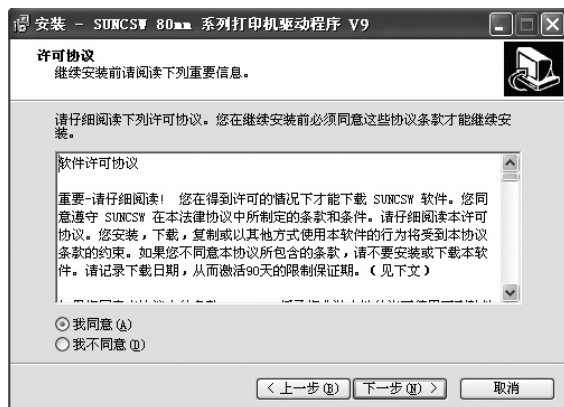 安装 - SUNCSW 80mm 系列打印机驱动程序 V9
许可协议
继续安装前请阅读下列重要信息。
请仔细阅读下列许可协议。您在继续安装前必须同意这些协议条款才能继续安
装。
软件许可协议
重要-请仔细阅读! 您在得到许可的情况下才能下载 SUNCSW 软件。您同
意遵守 SUNCSW 在本法律协议中所制定的条款和条件。请仔细阅读本许可
协议。您安装，下载，复制或以其他方式使用本软件的行为将受到本协议
条款的约束。如果您不同意本协议所包含的条款，请不要安装或下载本软
件。请记录下载日期，从而激活90天的限制保证期。(见下文)
我同意(A)
我不同意(D)
<上一步(B) 下一步(N)> 取消